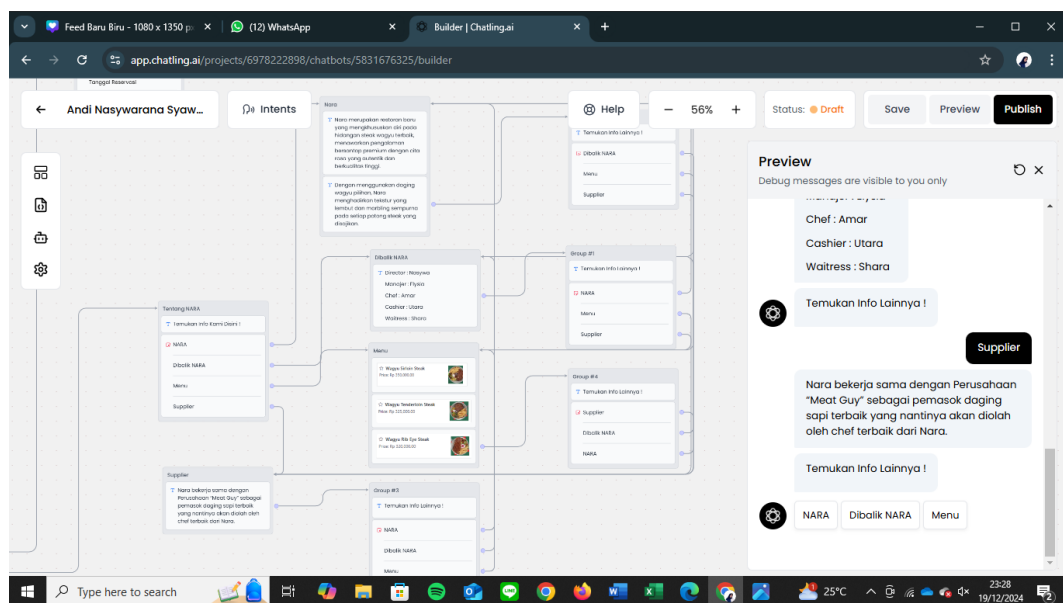 Feed Baru Biru - 1080 x 1350 p
(12) WhatsApp
Builder | Chatling.ai
app.chatling.ai/projects/6978222898/chatbots/5831676325/builder
Tanggal Reservasi
Andi Nasywarana Syaw...
Intents
Help
56%
Status: Draft
Save
Preview
Publish
Nara
Nara merupakan restoran baru
yang mengkhususkan diri pada
hidangan steak wagyu terbaik,
menawarkan pengalaman
bersantap premium dengan cita
rasa yang autentik dan
berkualitas tinggi.
Dengan menggunakan daging
wagyu pilihan, Nara
menghadirkan tekstur yang
lembut dan marbling sempurna
pada setiap potong steak yang
disajikan.
Temukan Info Lainnya !
Dibalik NARA
Menu
Supplier
Dibalik NARA
Director : Nasywa
Manajer : Flysia
Chef : Amar
Cashier : Utara
Waitress : Shara
Group #1
Temukan Info Lainnya !
NARA
Menu
Supplier
Tentang NARA
Temukan Info Kami Disini !
NARA
Dibalik NARA
Menu
Supplier
Menu
Wagyu Sirloin Steak
Wagyu Tenderloin Steak
Wagyu Rib Eye Steak
Group #4
Temukan Info Lainnya !
Supplier
Dibalik NARA
NARA
Supplier
Nara bekerja sama dengan
Perusahaan "Meat Guy" sebagai
pemasok daging sapi terbaik
yang nantinya akan diolah oleh
chef terbaik dari Nara.
Group #3
Temukan Info Lainnya !
NARA
Dibalik NARA
Menu
Preview
Debug messages are visible to you
only
Chef : Amar
Cashier : Utara
Waitress : Shara
Temukan Info Lainnya !
Supplier
Nara bekerja sama dengan Perusahaan
“Meat Guy” sebagai pemasok daging
sapi terbaik yang nantinya akan diolah
oleh chef terbaik dari Nara.
Temukan Info Lainnya !
NARA
Dibalik NARA
Menu
Type here to search
25°C
23:28
19/12/2024